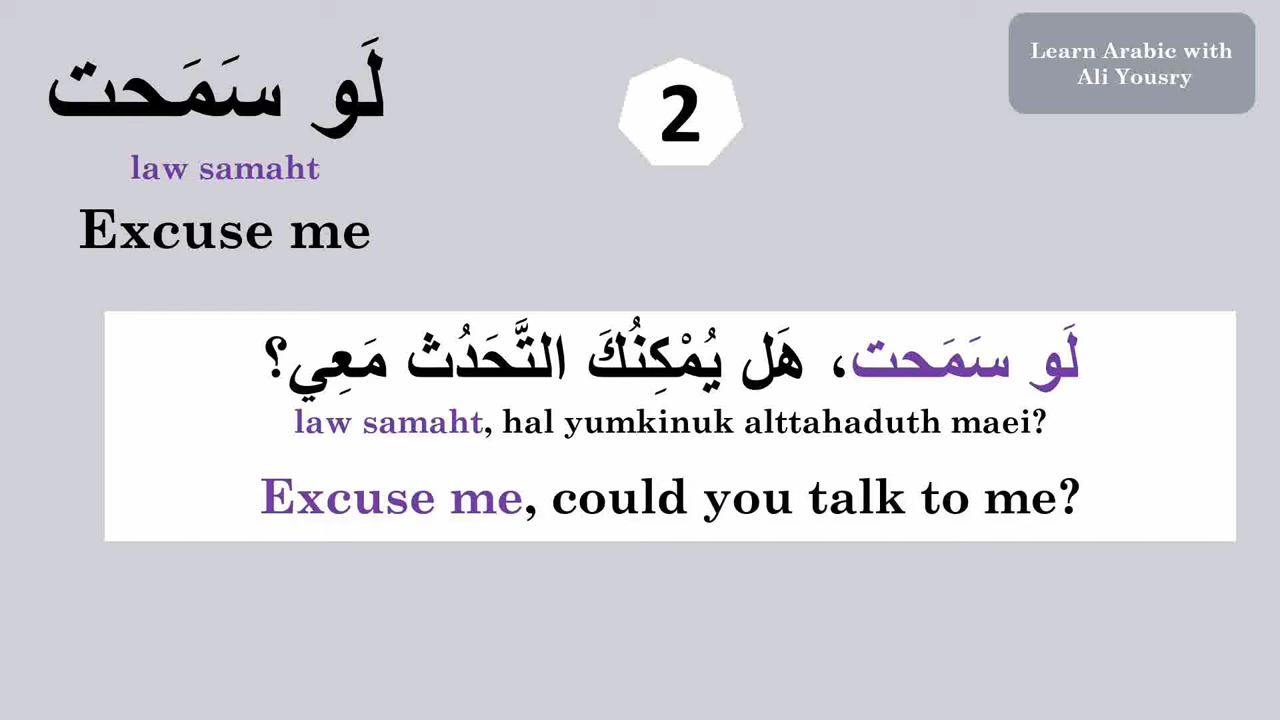 لَو سَمَحت
law samaht
Excuse me
2
Learn Arabic with
Ali Yousry
لَو سَمَحت، هَل يُمْكِنُكَ التَّحَدُث مَعِي؟
law samaht, hal yumkinuk alttahaduth maei?
Excuse me, could you talk to me?